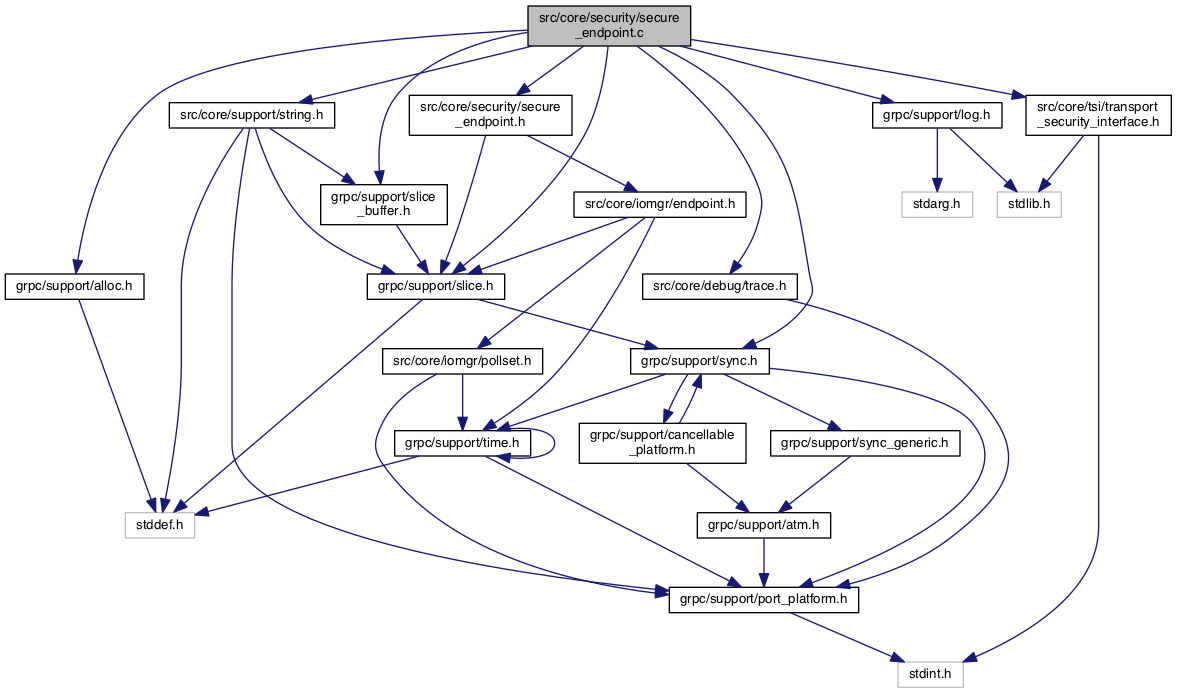 src/core/security/secure
_endpoint.c
src/core/support/string.h
src/core/security/secure
_endpoint.h
grpc/support/log.h
src/core/tsi/transport
_security_interface.h
grpc/support/slice
_buffer.h
src/core/iomgr/endpoint.h
stdarg.h
stdlib.h
grpc/support/alloc.h
grpc/support/slice.h
src/core/debug/trace.h
src/core/iomgr/pollset.h
grpc/support/sync.h
grpc/support/time.h
grpc/support/cancellable
_platform.h
grpc/support/sync_generic.h
stddef.h
grpc/support/atm.h
grpc/support/port_platform.h
stdint.h